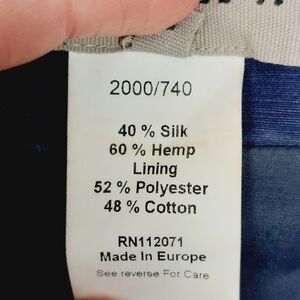 2000/740
40 % Silk
60 % Hemp
Lining
52 % Polyester
48 % Cotton
RN112071
Made In Europe
See reverse For Care